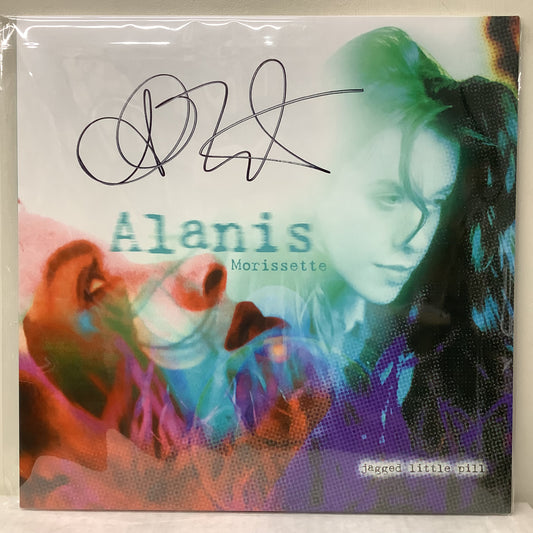 Alanis
Morissette
jagged little pill